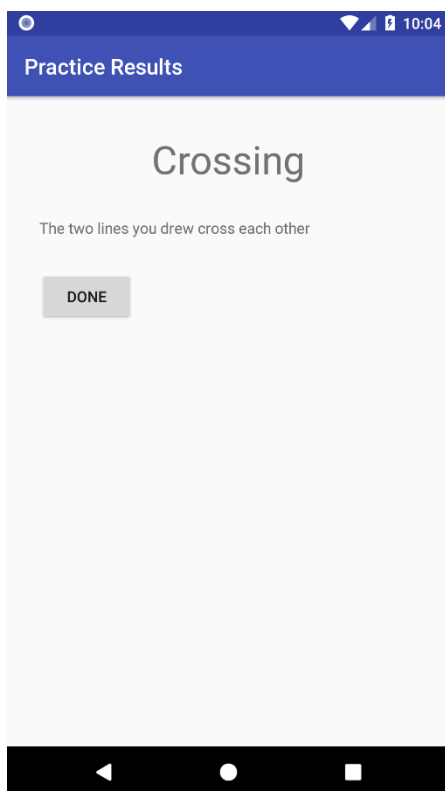 10:04
Practice Results
Crossing
The two lines you drew cross each other
DONE